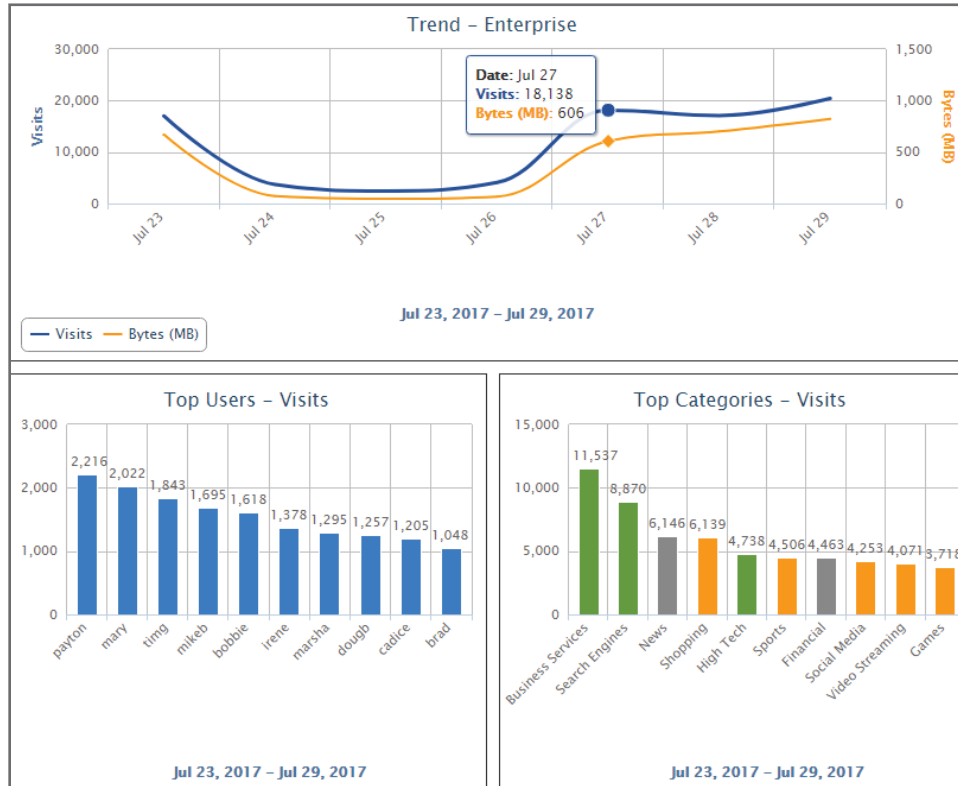 Trend – Enterprise
30,000
1,500
Date: Jul 27
Visits: 18,138
Bytes (MB): 606
20,000
1,000
Visits
Bytes (MB)
10,000
500
0
0
Jul 23
Jul 24
Jul 25
Jul 26
Jul 27
Jul 28
Jul 29
Jul 23, 2017 – Jul 29, 2017
Visits Bytes (MB)
Top Users – Visits
3,000
2,216
2,022
1,843
1,695
1,618
1,378
1,295
1,257
1,205
1,048
2,000
1,000
0
payton
mary
timg
mikeb
bobbie
irene
marsha
dougb
cadice
brad
Jul 23, 2017 – Jul 29, 2017
Top Categories – Visits
15,000
11,537
8,870
6,146
6,139
4,738
4,506
4,463
4,253
4,071
3,718
10,000
5,000
0
Business Services
Search Engines
News
Shopping
High Tech
Sports
Financial
Social Media
Video Streaming
Games
Jul 23, 2017 – Jul 29, 2017